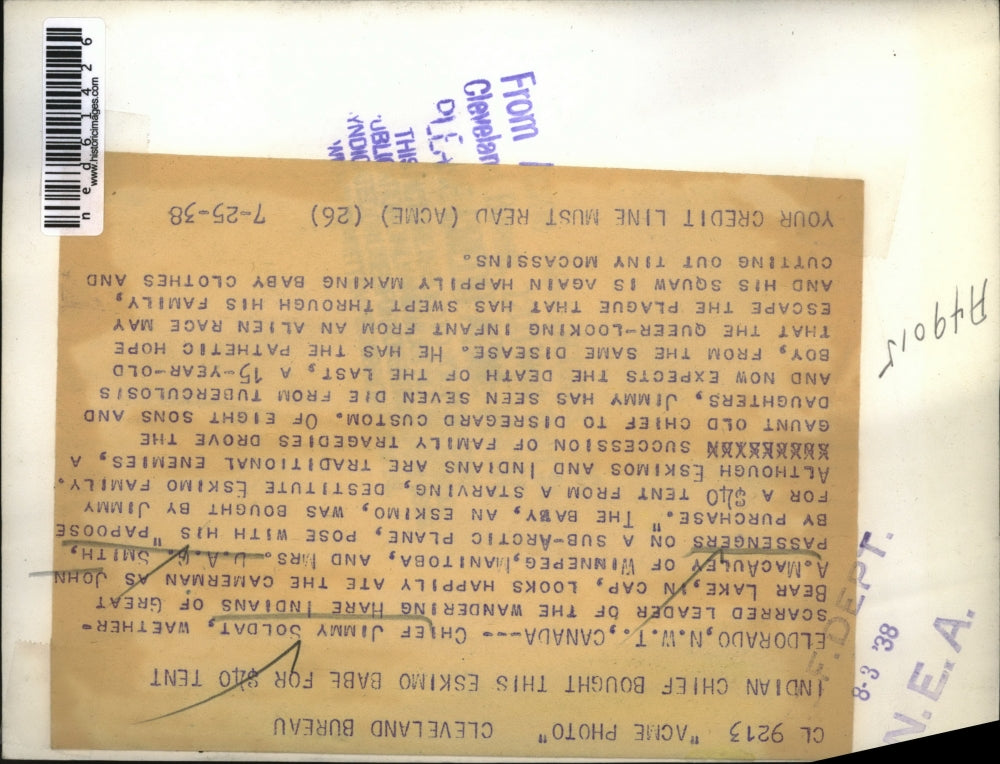 CL 9213 "ACME PHOTO" CLEVELAND BUREAU
INDIAN CHIEF BOUGHT THIS ESKIMO BABE FOR $40 TENT
ELDORADO, N.W.T., CANADA--- CHIEF JIMMY SOLDAT, WAETHER-
SCARRED LEADER OF THE WANDERING HARE INDIANS OF GREAT
BEAR LAKE, IN CAP, LOOKS HAPPILY ATE THE CAMERMAN AS JOHN
A.MACAULEY OF WINNEPEG,MANITOBA, AND MRS. D.A.G. SMITH,
PASSENGERS ON A SUB-ARCTIC PLANE, POSE WITH HIS "PAPOOSE
BY PURCHASE." THE BABY, AN ESKIMO, WAS BOUGHT BY JIMMY
FOR A $40 TENT FROM A STARVING, DESTITUTE ESKIMO FAMILY.
ALTHOUGH ESKIMOS AND INDIANS ARE TRADITIONAL ENEMIES, A
SUCCESSION OF FAMILY TRAGEDIES DROVE THE
GAUNT OLD CHIEF TO DISREGARD CUSTOM. OF EIGHT SONS AND
DAUGHTERS, JIMMY HAS SEEN SEVEN DIE FROM TUBERCULOSIS
AND NOW EXPECTS THE DEATH OF THE LAST, A 15-YEAR-OLD
BOY, FROM THE SAME DISEASE. HE HAS THE PATHETIC HOPE
THAT THE QUEER-LOOKING INFANT FROM AN ALIEN RACE MAY
ESCAPE THE PLAGUE THAT HAS SWEPT THROUGH HIS FAMILY,
AND HIS SQUAW IS AGAIN HAPPILY MAKING BABY CLOTHES AND
CUTTING OUT TINY MOCASSINS.
YOUR CREDIT LINE MUST READ (ACME) (26) 7-25-38
From
Clevelan
THIS
A49015
DEPT.
8-3 '38
N.E.A.
ned61426
www.historicimages.com